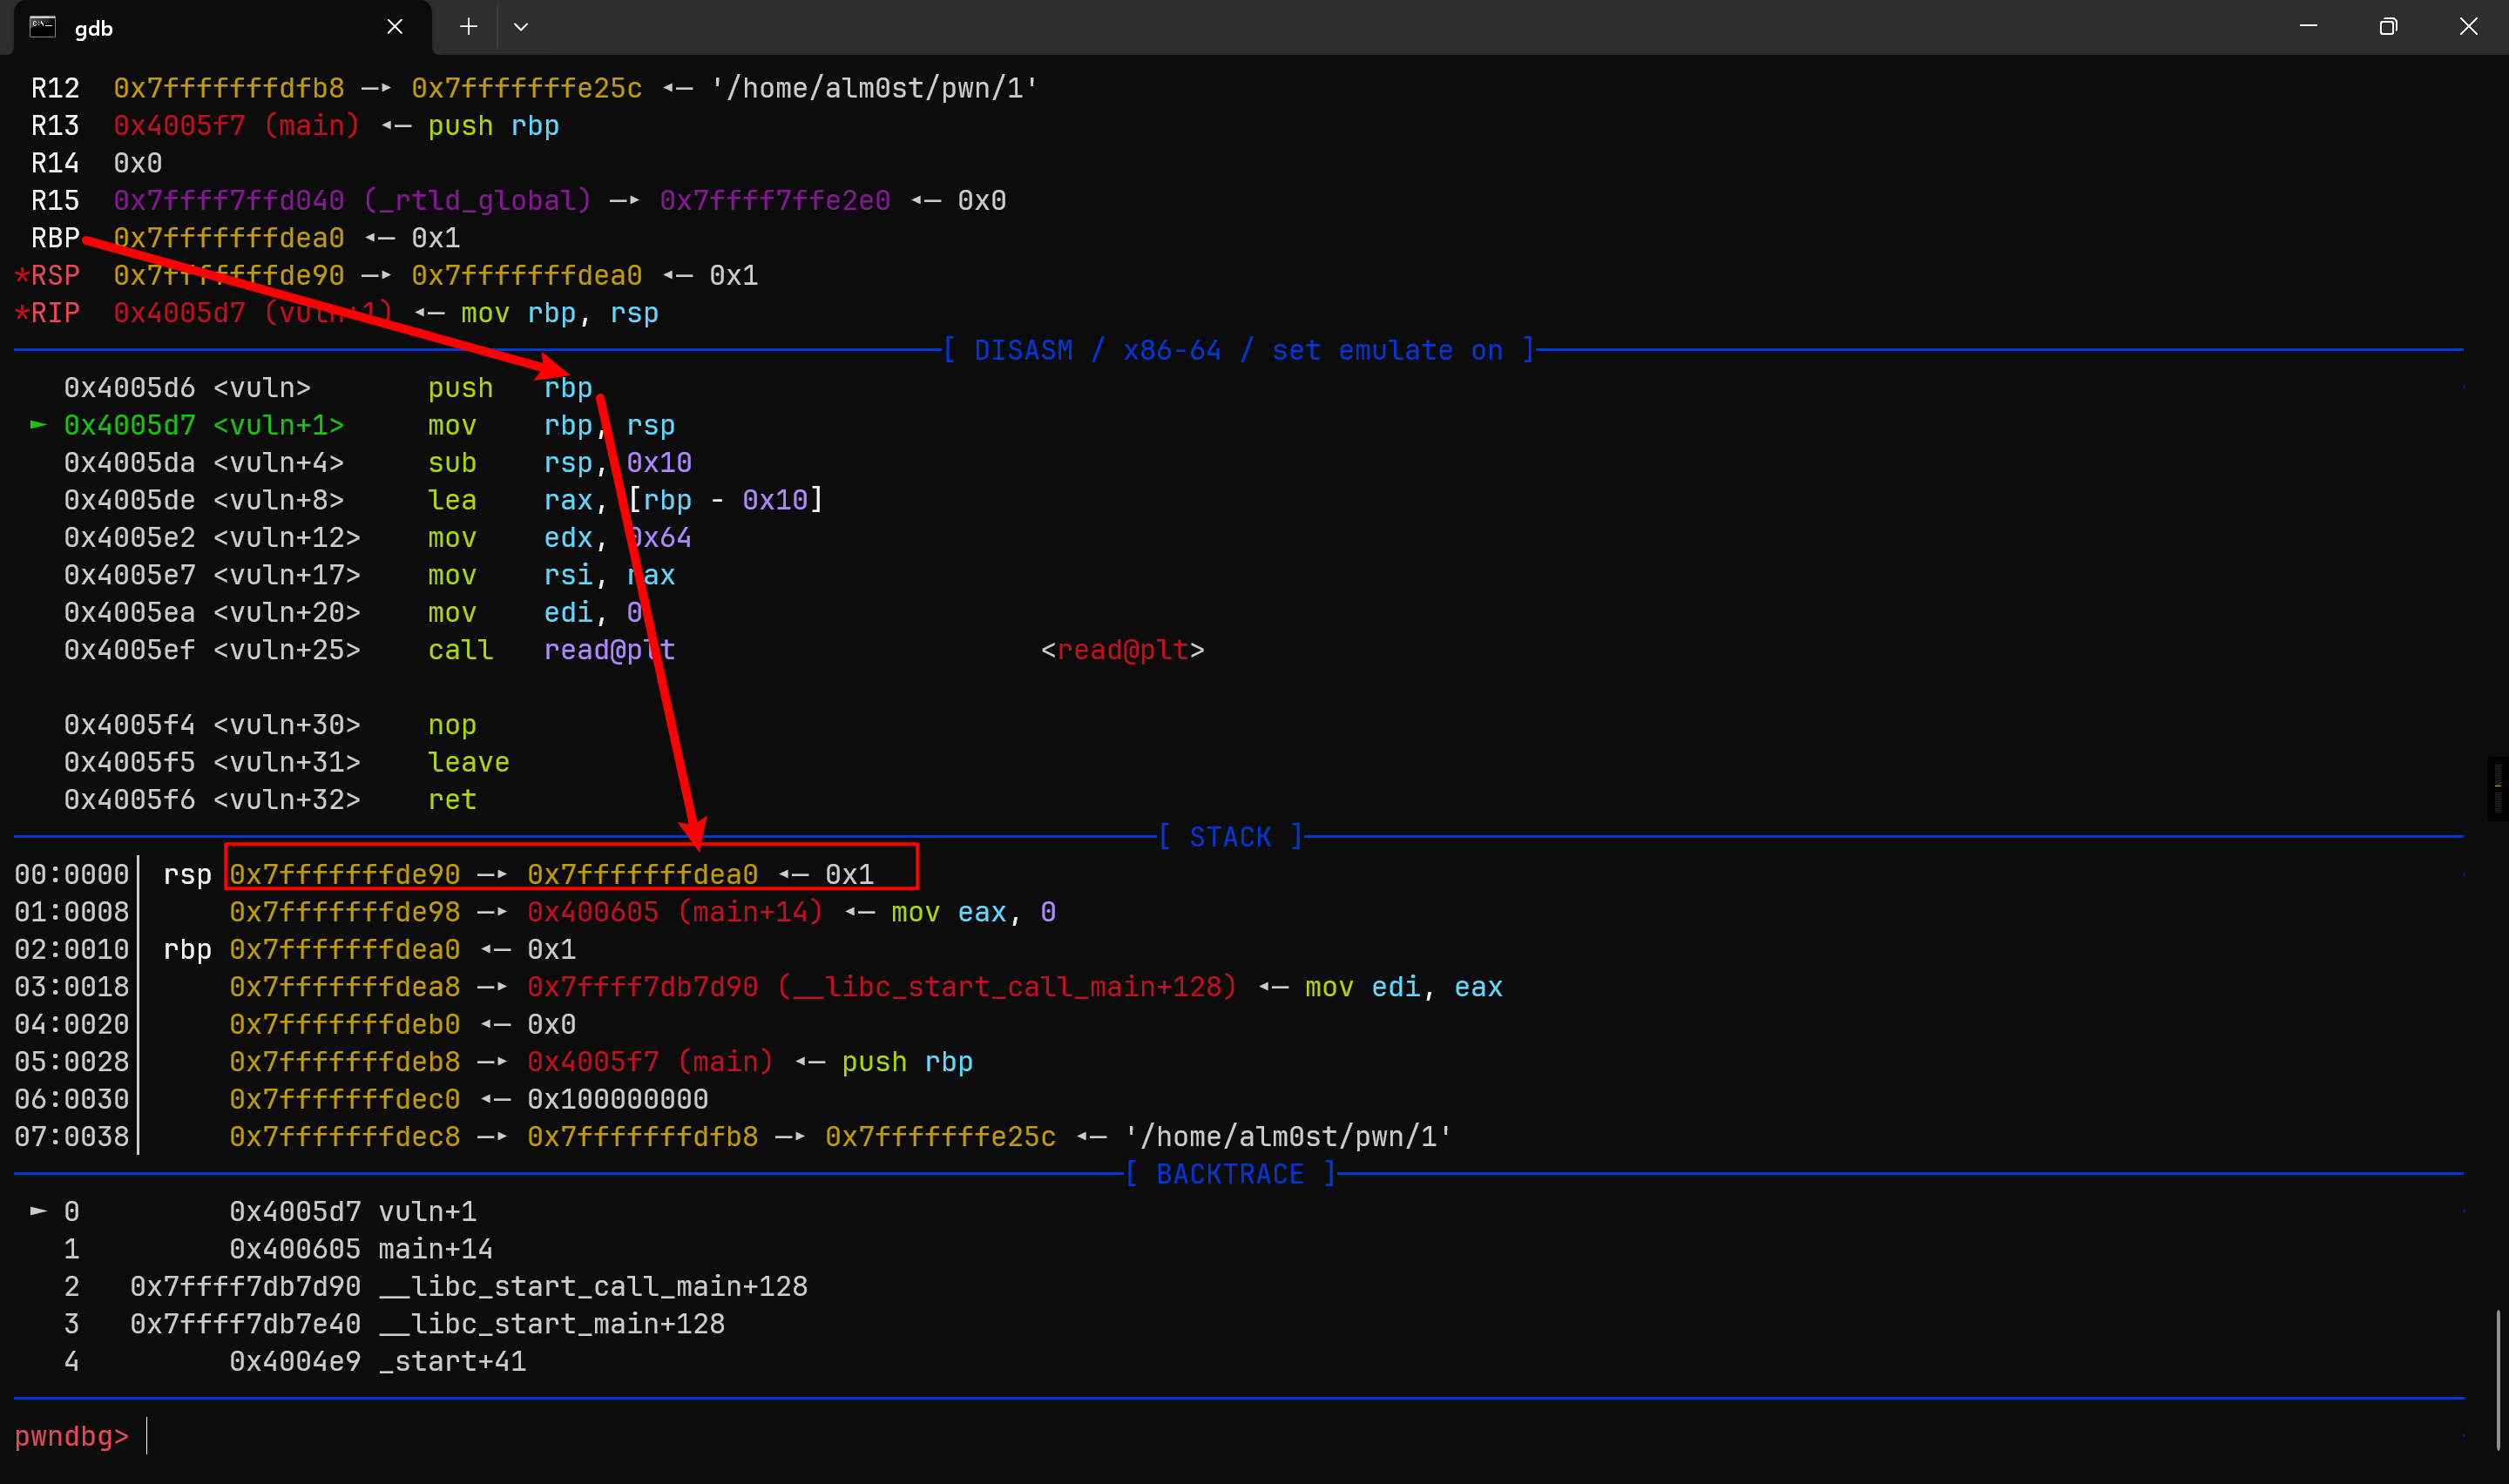 gdb
R12 0x7fffffffdfb8 —▸ 0x7fffffffe25c ◂— '/home/alm0st/pwn/1'
R13 0x4005f7 (main) ◂— push rbp
R14 0x0
R15 0x7ffff7ffd040 (_rtld_global) —▸ 0x7ffff7ffe2e0 ◂— 0x0
RBP 0x7fffffffdea0 ◂— 0x1
*RSP 0x7fffffffde90 —▸ 0x7fffffffdea0 ◂— 0x1
*RIP 0x4005d7 (vuln+1) ◂— mov rbp, rsp
[ DISASM / x86-64 / set emulate on ]
0x4005d6 <vuln> push rbp
► 0x4005d7 <vuln+1> mov rbp, rsp
0x4005da <vuln+4> sub rsp, 0x10
0x4005de <vuln+8> lea rax, [rbp - 0x10]
0x4005e2 <vuln+12> mov edx, 0x64
0x4005e7 <vuln+17> mov rsi, rax
0x4005ea <vuln+20> mov edi, 0
0x4005ef <vuln+25> call read@plt <read@plt>
0x4005f4 <vuln+30> nop
0x4005f5 <vuln+31> leave
0x4005f6 <vuln+32> ret
[ STACK ]
00:0000│ rsp 0x7fffffffde90 —▸ 0x7fffffffdea0 ◂— 0x1
01:0008│ 0x7fffffffde98 —▸ 0x400605 (main+14) ◂— mov eax, 0
02:0010│ rbp 0x7fffffffdea0 ◂— 0x1
03:0018│ 0x7fffffffdea8 —▸ 0x7ffff7db7d90 (__libc_start_call_main+128) ◂— mov edi, eax
04:0020│ 0x7fffffffdeb0 ◂— 0x0
05:0028│ 0x7fffffffdeb8 —▸ 0x4005f7 (main) ◂— push rbp
06:0030│ 0x7fffffffdec0 ◂— 0x100000000
07:0038│ 0x7fffffffdec8 —▸ 0x7fffffffdfb8 —▸ 0x7fffffffe25c ◂— '/home/alm0st/pwn/1'
[ BACKTRACE ]
► 0 0x4005d7 vuln+1
1 0x400605 main+14
2 0x7ffff7db7d90 __libc_start_call_main+128
3 0x7ffff7db7e40 __libc_start_main+128
4 0x4004e9 _start+41
pwndbg>